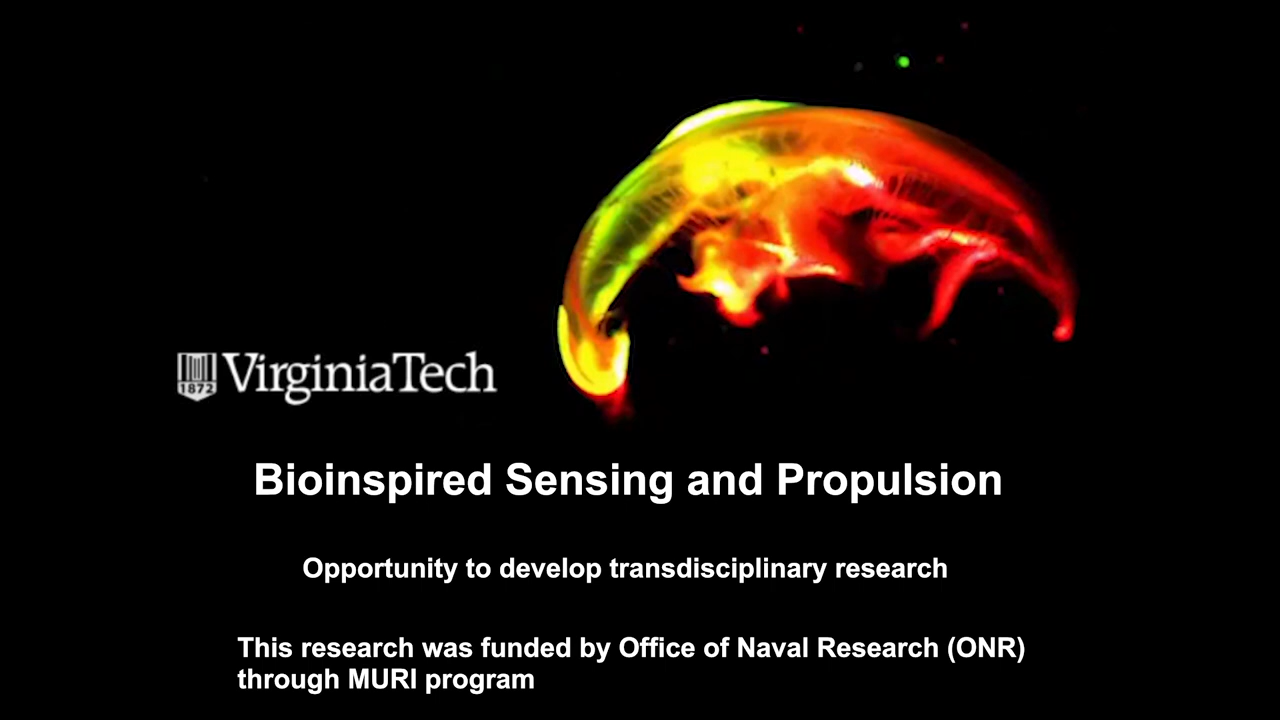 1872
VirginiaTech
Bioinspired Sensing and Propulsion
Opportunity to develop transdisciplinary research
This research was funded by Office of Naval Research (ONR)
through MURI program